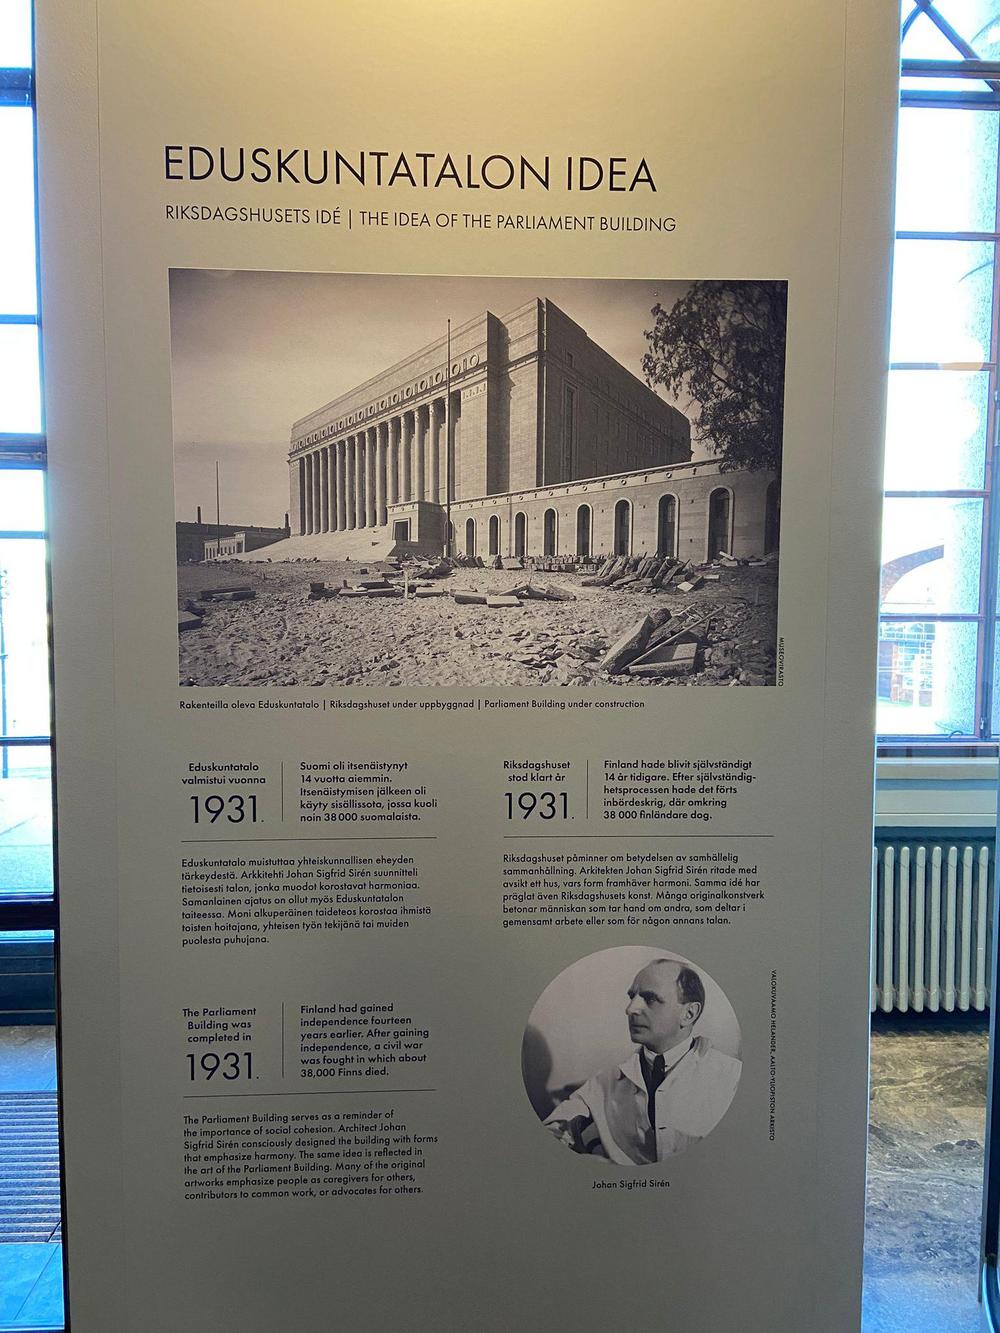 EDUSKUNTATALON IDEA
RIKSDAGSHUSETS IDÉ | THE IDEA OF THE PARLIAMENT BUILDING
MUSEOVIRASTO
Rakenteilla oleva Eduskuntatalo | Riksdagshuset under uppbyggnad | Parliament Building under construction
Eduskuntatalo
valmistui vuonna
1931.
Suomi oli itsenäistynyt
14 vuotta aiemmin.
Itsenäistymisen jälkeen oli
käyty sisällissota, jossa kuoli
noin 38 000 suomalaista.
Eduskuntatalo muistuttaa yhteiskunnallisen eheyden
tärkeydestä. Arkkitehti Johan Sigfrid Sirén suunnitteli
tietoisesti talon, jonka muodot korostavat harmoniaa.
Samanlainen ajatus on ollut myös Eduskuntatalon
taiteessa. Moni alkuperäinen taideteos korostaa ihmistä
toisten hoitajana, yhteisen työn tekijänä tai muiden
puolesta puhujana.
Riksdagshuset
stod klart år
1931.
Finland hade blivit självständigt
14 år tidigare. Efter självständig-
hetsprocessen hade det förts
inbördeskrig, där omkring
38 000 finländare dog.
Riksdagshuset påminner om betydelsen av samhällelig
sammanhållning. Arkitekten Johan Sigfrid Sirén ritade med
avsikt ett hus, vars form framhäver harmoni. Samma idé har
präglat även Riksdagshusets konst. Många originalkonstverk
betonar människan som tar hand om andra, som deltar i
gemensamt arbete eller som för någon annans talan.
The Parliament
Building was
completed in
1931.
Finland had gained
independence fourteen
years earlier. After gaining
independence, a civil war
was fought in which about
38,000 Finns died.
The Parliament Building serves as a reminder of
the importance of social cohesion. Architect Johan
Sigfrid Sirén consciously designed the building with forms
that emphasize harmony. The same idea is reflected in
the art of the Parliament Building. Many of the original
artworks emphasize people as caregivers for others,
contributors to common work, or advocates for others.
VALOKUVAAMO HELANDER, AALTO-YLIOPISTON ARKISTO
Johan Sigfrid Sirén